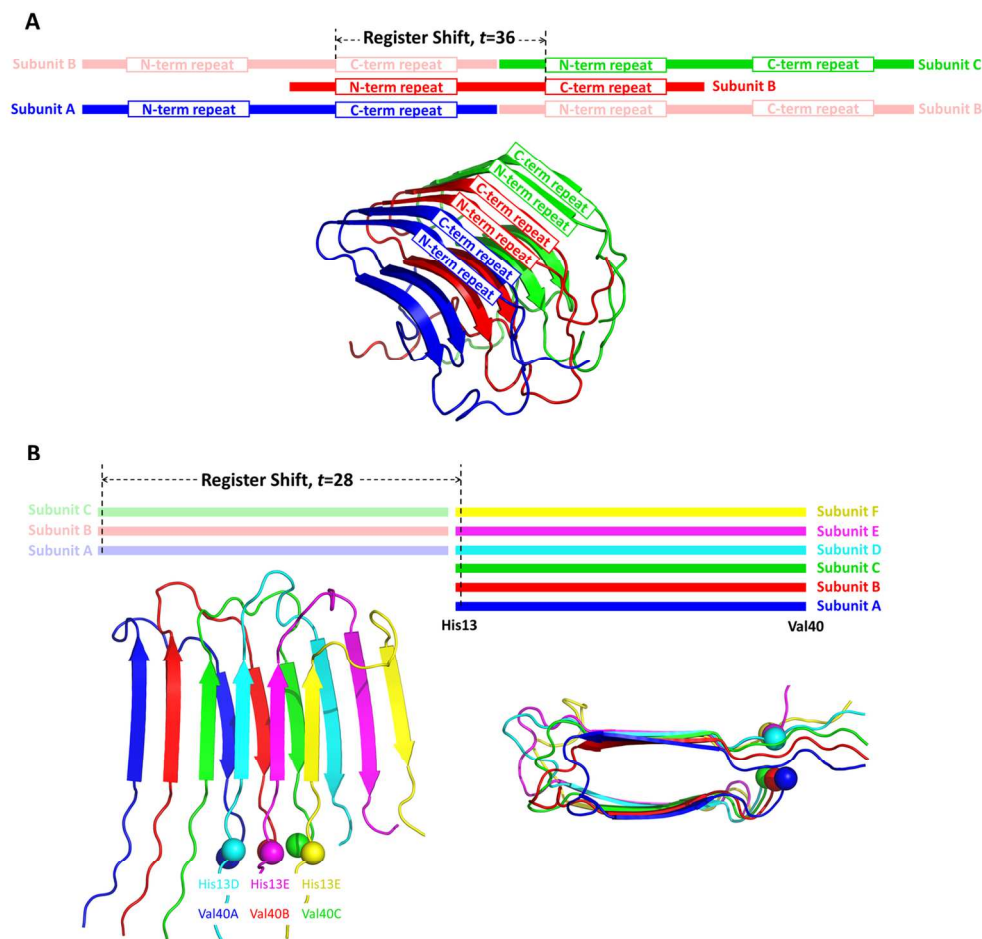 A
Register Shift, t=36
Subunit B N-term repeat C-term repeat N-term repeat C-term repeat Subunit C
N-term repeat C-term repeat Subunit B
Subunit A N-term repeat C-term repeat N-term repeat C-term repeat Subunit B
C-term repeat
N-term repeat
C-term repeat
N-term repeat
C-term repeat
N-term repeat
B
Register Shift, t=28
Subunit C Subunit F
Subunit B Subunit E
Subunit A Subunit D
Subunit C
Subunit B
Subunit A
His13 Val40
His13D His13E His13E
Val40A Val40B Val40C